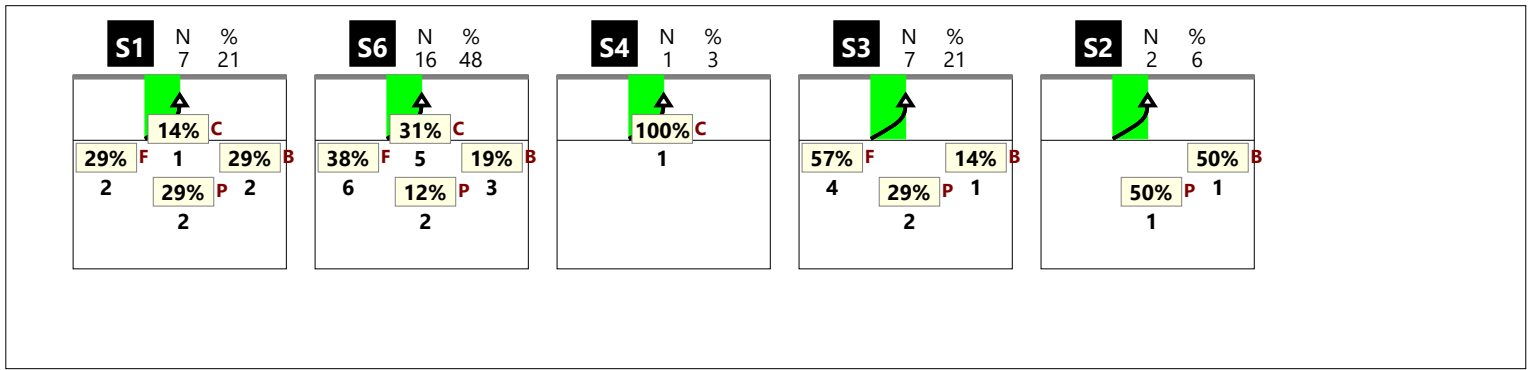 S1 N % S6 N % S4 N % S3 N % S2 N %
7 21 16 48 1 3 7 21 2 6
14% C 31% C 100% C
29% F 1 29% B 38% F 5 19% B 1 57% F 14% B 50% B
2 29% P 2 6 12% P 3 4 29% P 1 50% P 1
2 2 2 1